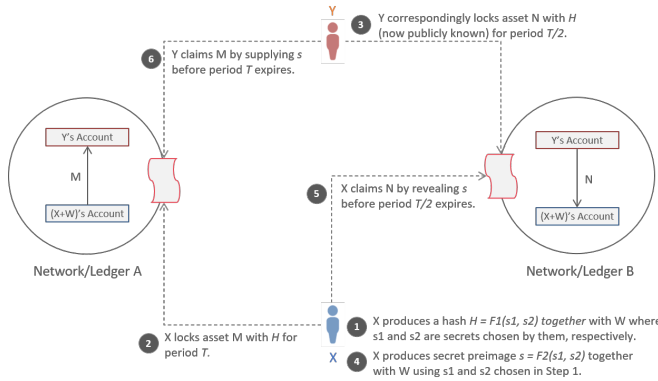 Y
3
Y correspondingly locks asset N with H
(now publicly known) for period T/2.
6
Y claims M by supplying s
before period T expires.
Y's Account
M
(X+W)'s Account
Network/Ledger A
Y's Account
N
(X+W)'s Account
Network/Ledger B
5
X claims N by revealing s
before period T/2 expires.
2
X locks asset M with H for
period T.
X
1
X produces a hash H = F1(s1, s2) together with W where
s1 and s2 are secrets chosen by them, respectively.
4
X produces secret preimage s = F2(s1, s2) together
with W using s1 and s2 chosen in Step 1.